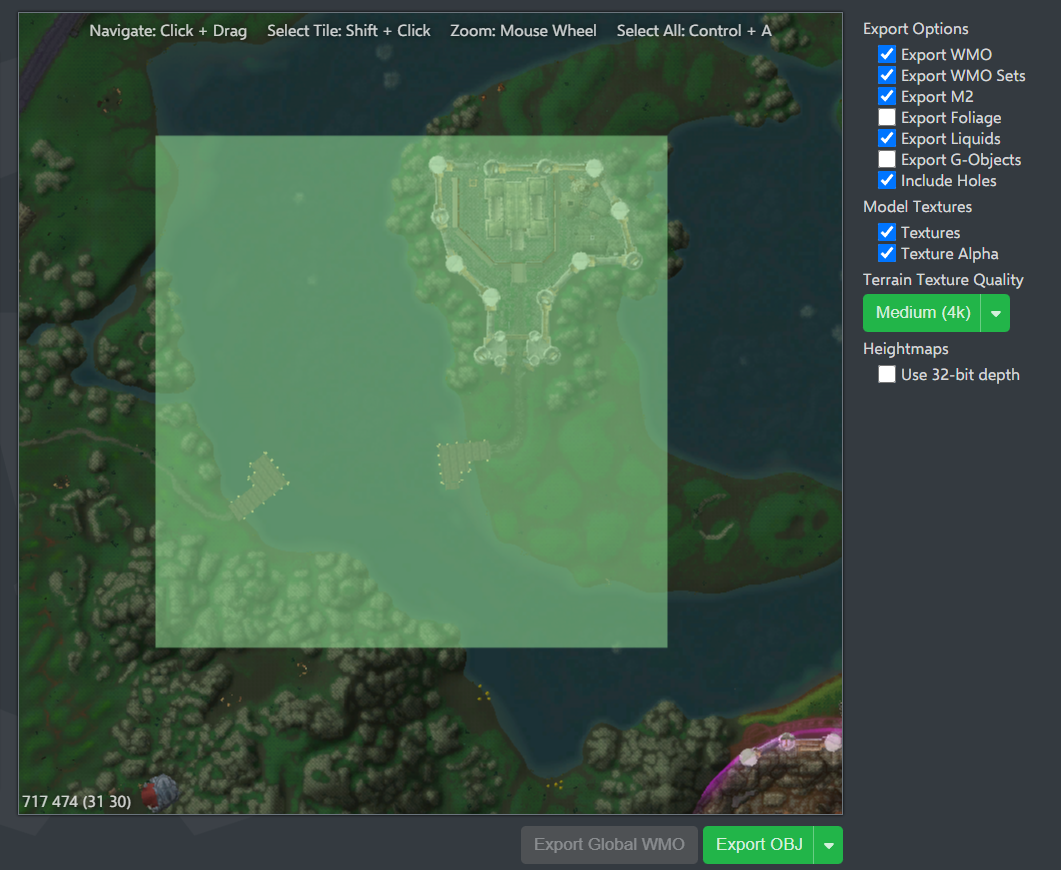 Navigate: Click + Drag Select Tile: Shift + Click Zoom: Mouse Wheel Select All: Control + A
Export Options
Export WMO
Export WMO Sets
Export M2
Export Foliage
Export Liquids
Export G-Objects
Include Holes
Model Textures
Textures
Texture Alpha
Terrain Texture Quality
Medium (4k)
Heightmaps
Use 32-bit depth
717 474 (31 30)
Export Global WMO
Export OBJ